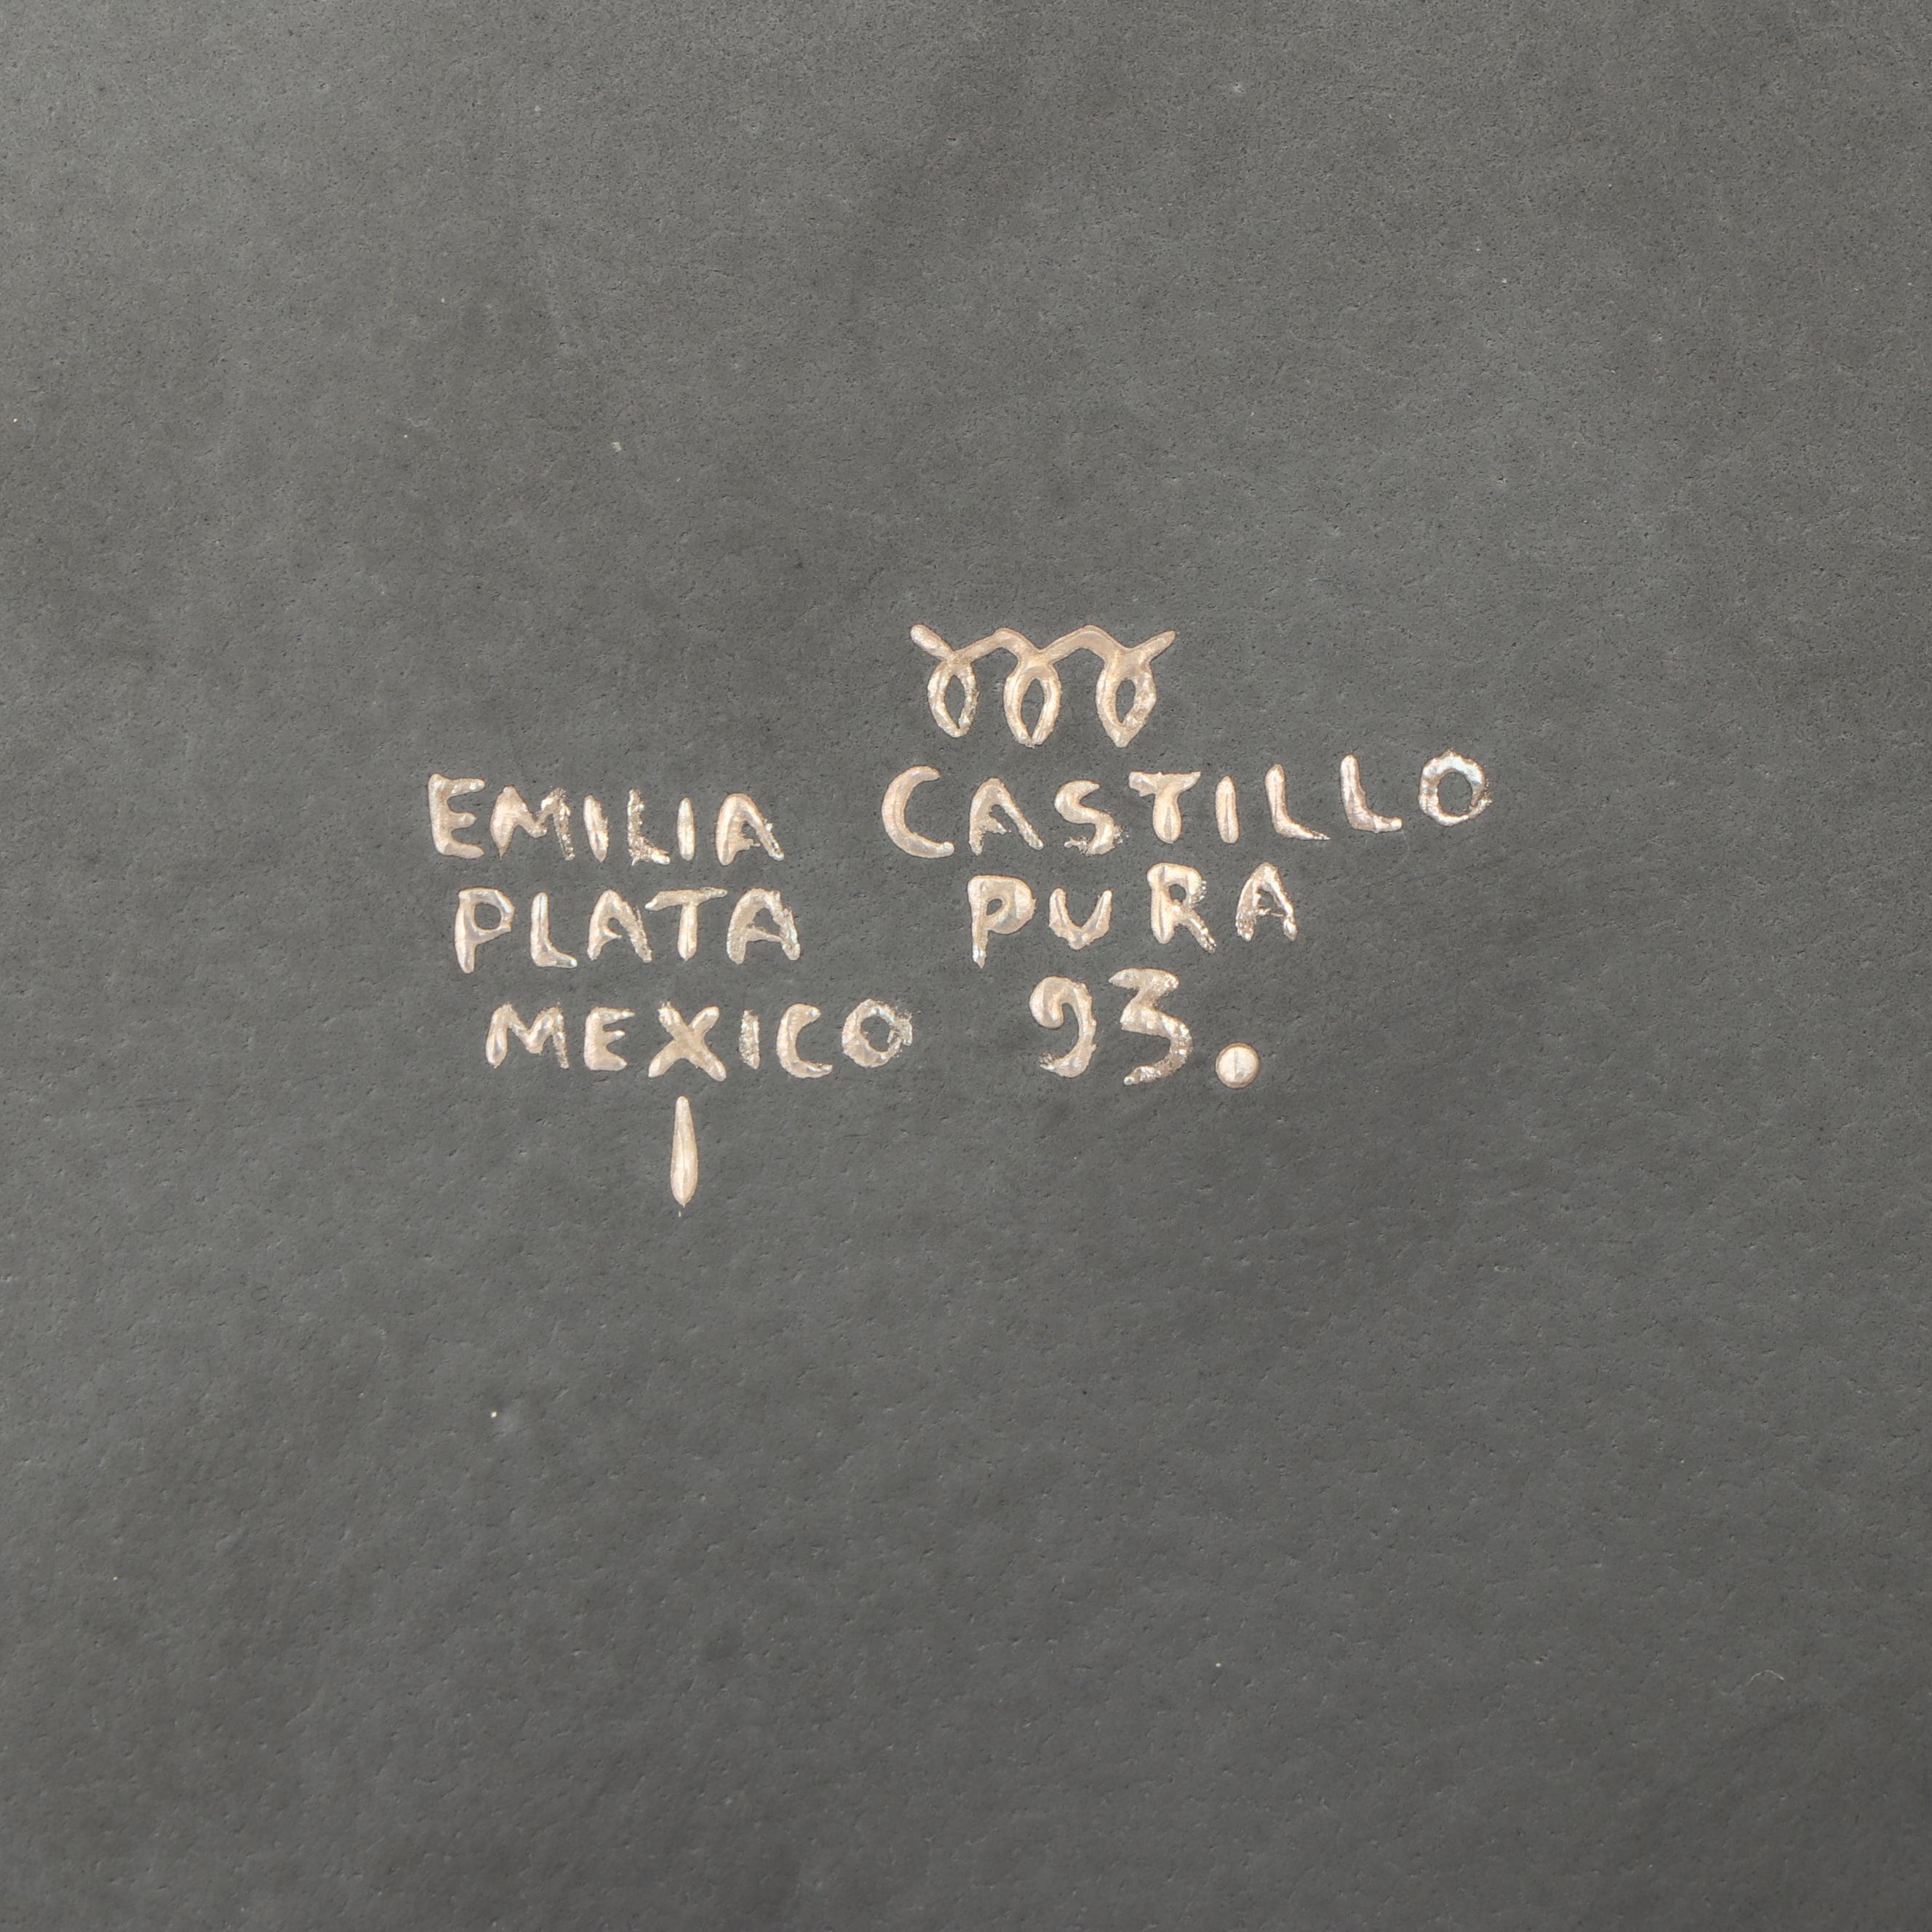 EMILIA CASTILLO
PLATA PURA
MEXICO 93.